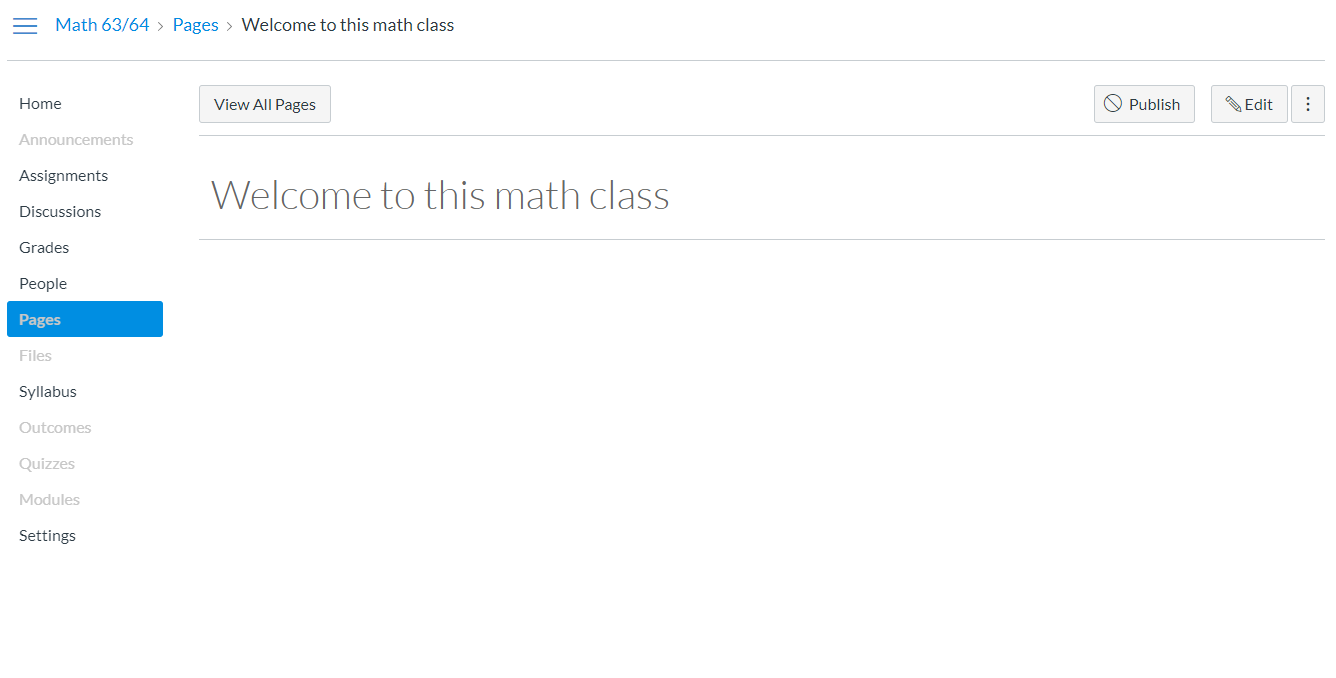 Math 63/64 › Pages › Welcome to this math class
View All Pages Publish Edit
Welcome to this math class
Home
Announcements
Assignments
Discussions
Grades
People
Pages
Files
Syllabus
Outcomes
Quizzes
Modules
Settings